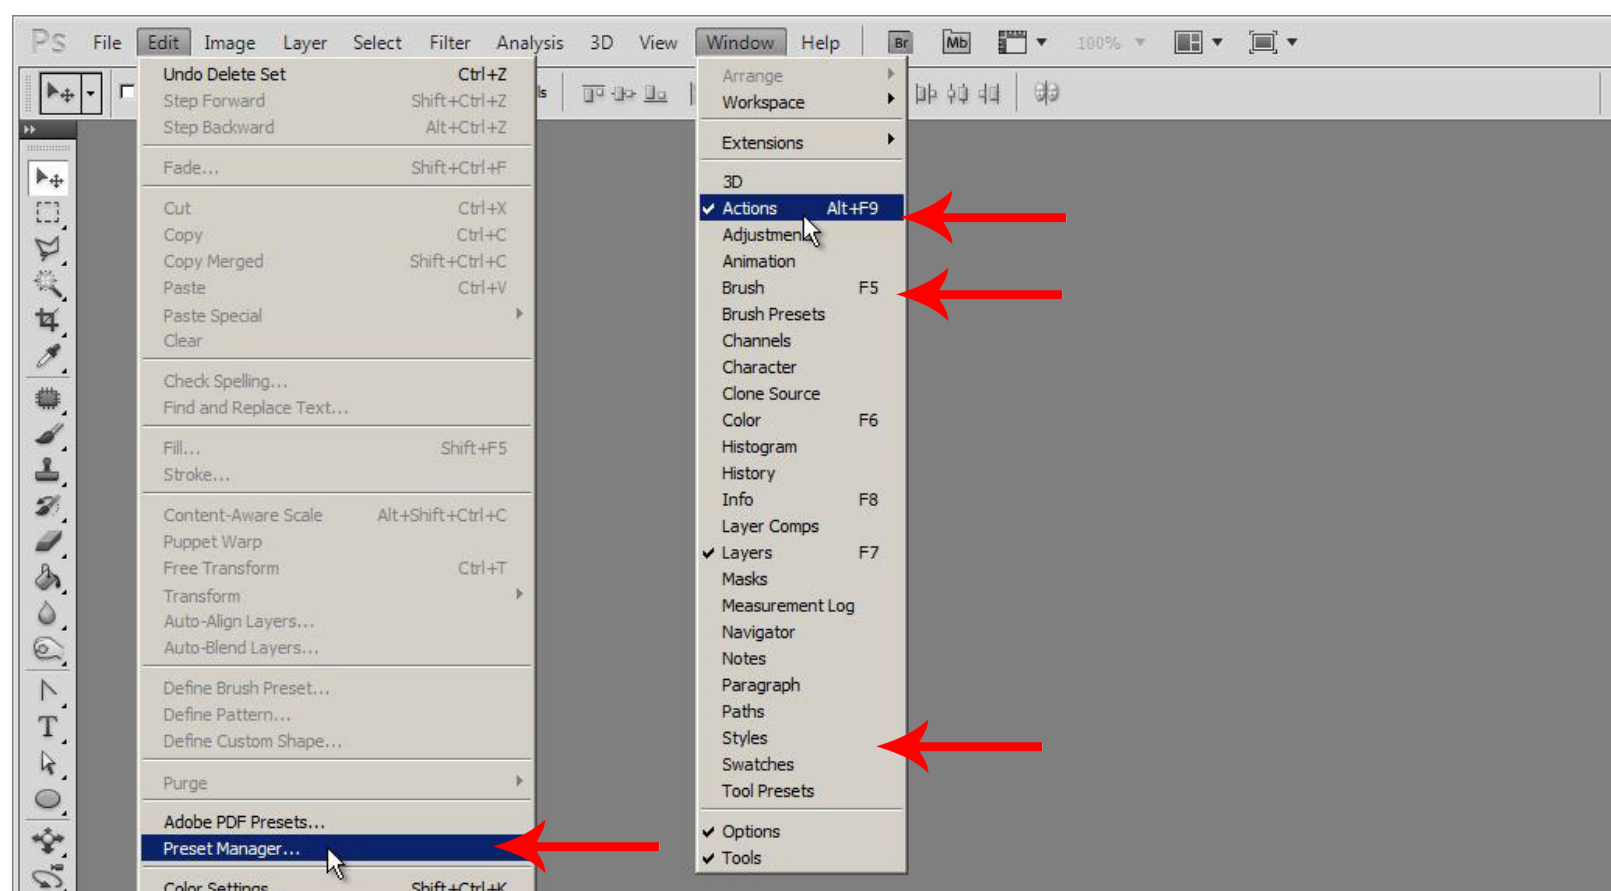 Ps File Edit Image Layer Select Filter Analysis 3D View Window Help Br Mb 100%
Undo Delete Set Ctrl+Z
Step Forward Shift+Ctrl+Z
Step Backward Alt+Ctrl+Z
Fade... Shift+Ctrl+F
Cut Ctrl+X
Copy Ctrl+C
Copy Merged Shift+Ctrl+C
Paste Ctrl+V
Paste Special
Clear
Check Spelling...
Find and Replace Text...
Fill... Shift+F5
Stroke...
Content-Aware Scale Alt+Shift+Ctrl+C
Puppet Warp
Free Transform Ctrl+T
Transform
Auto-Align Layers...
Auto-Blend Layers...
Define Brush Preset...
Define Pattern...
Define Custom Shape...
Purge
Adobe PDF Presets...
Preset Manager...
Color Settings Shift+Ctrl+K
Arrange
Workspace
Extensions
3D
Actions Alt+F9
Adjustments
Animation
Brush F5
Brush Presets
Channels
Character
Clone Source
Color F6
Histogram
History
Info F8
Layer Comps
Layers F7
Masks
Measurement Log
Navigator
Notes
Paragraph
Paths
Styles
Swatches
Tool Presets
Options
Tools
T